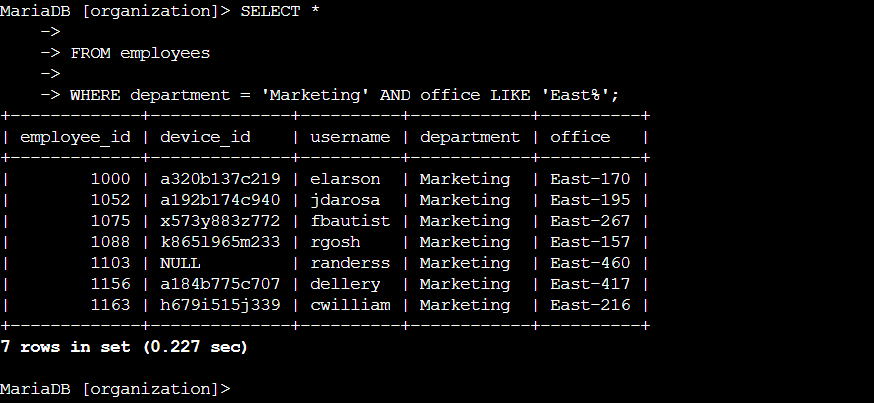 MariaDB [organization]> SELECT *
    ->
    -> FROM employees
    ->
    -> WHERE department = 'Marketing' AND office LIKE 'East%';
+-------------+--------------+----------+------------+----------+
| employee_id | device_id    | username | department | office   |
+-------------+--------------+----------+------------+----------+
|        1000 | a320b137c219 | elarson  | Marketing  | East-170 |
|        1052 | a192b174c940 | jdarosa  | Marketing  | East-195 |
|        1075 | x573y883z772 | fbautist | Marketing  | East-267 |
|        1088 | k865l965m233 | rgosh    | Marketing  | East-157 |
|        1103 | NULL         | randerss | Marketing  | East-460 |
|        1156 | a184b775c707 | dellery  | Marketing  | East-417 |
|        1163 | h679i515j339 | cwilliam | Marketing  | East-216 |
+-------------+--------------+----------+------------+----------+
7 rows in set (0.227 sec)

MariaDB [organization]>